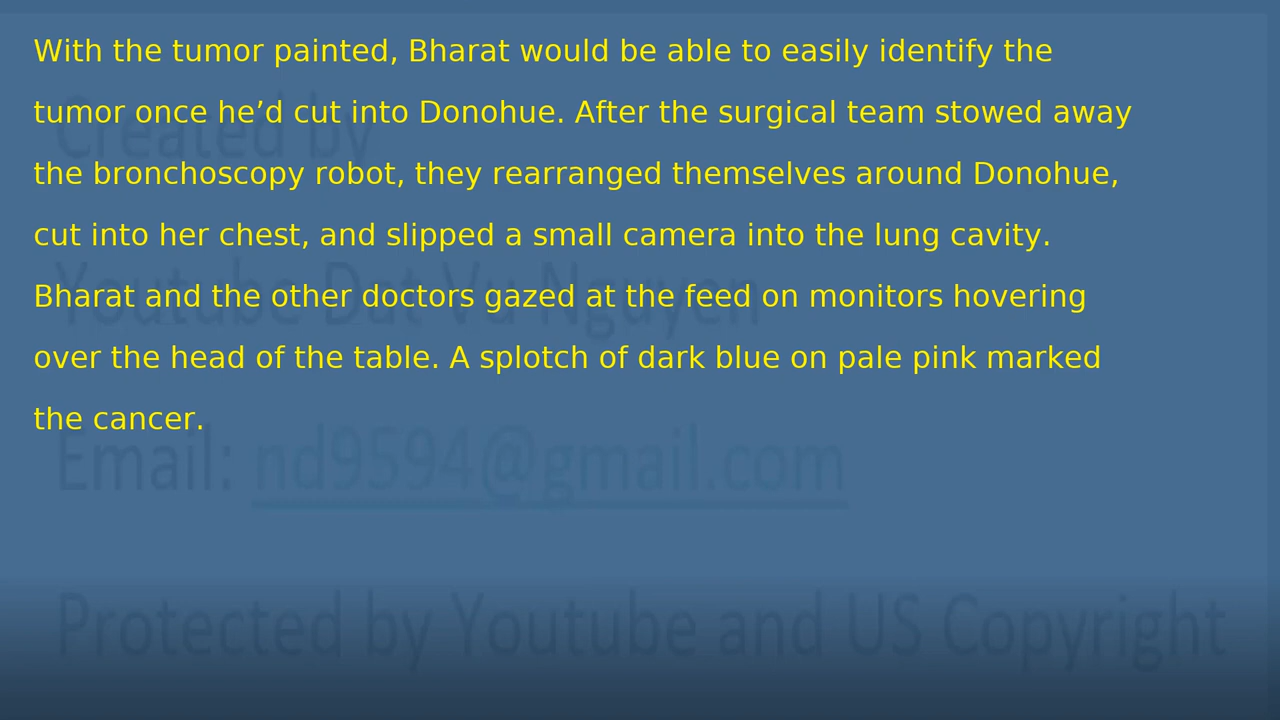 With the tumor painted, Bharat would be able to easily identify the
tumor once he’d cut into Donohue. After the surgical team stowed away
the bronchoscopy robot, they rearranged themselves around Donohue,
cut into her chest, and slipped a small camera into the lung cavity.
Bharat and the other doctors gazed at the feed on monitors hovering
over the head of the table. A splotch of dark blue on pale pink marked
the cancer.
Created by
Youtube Dat Vu Nguyen
Email: nd9594@gmail.com
Protected by Youtube and US Copyright